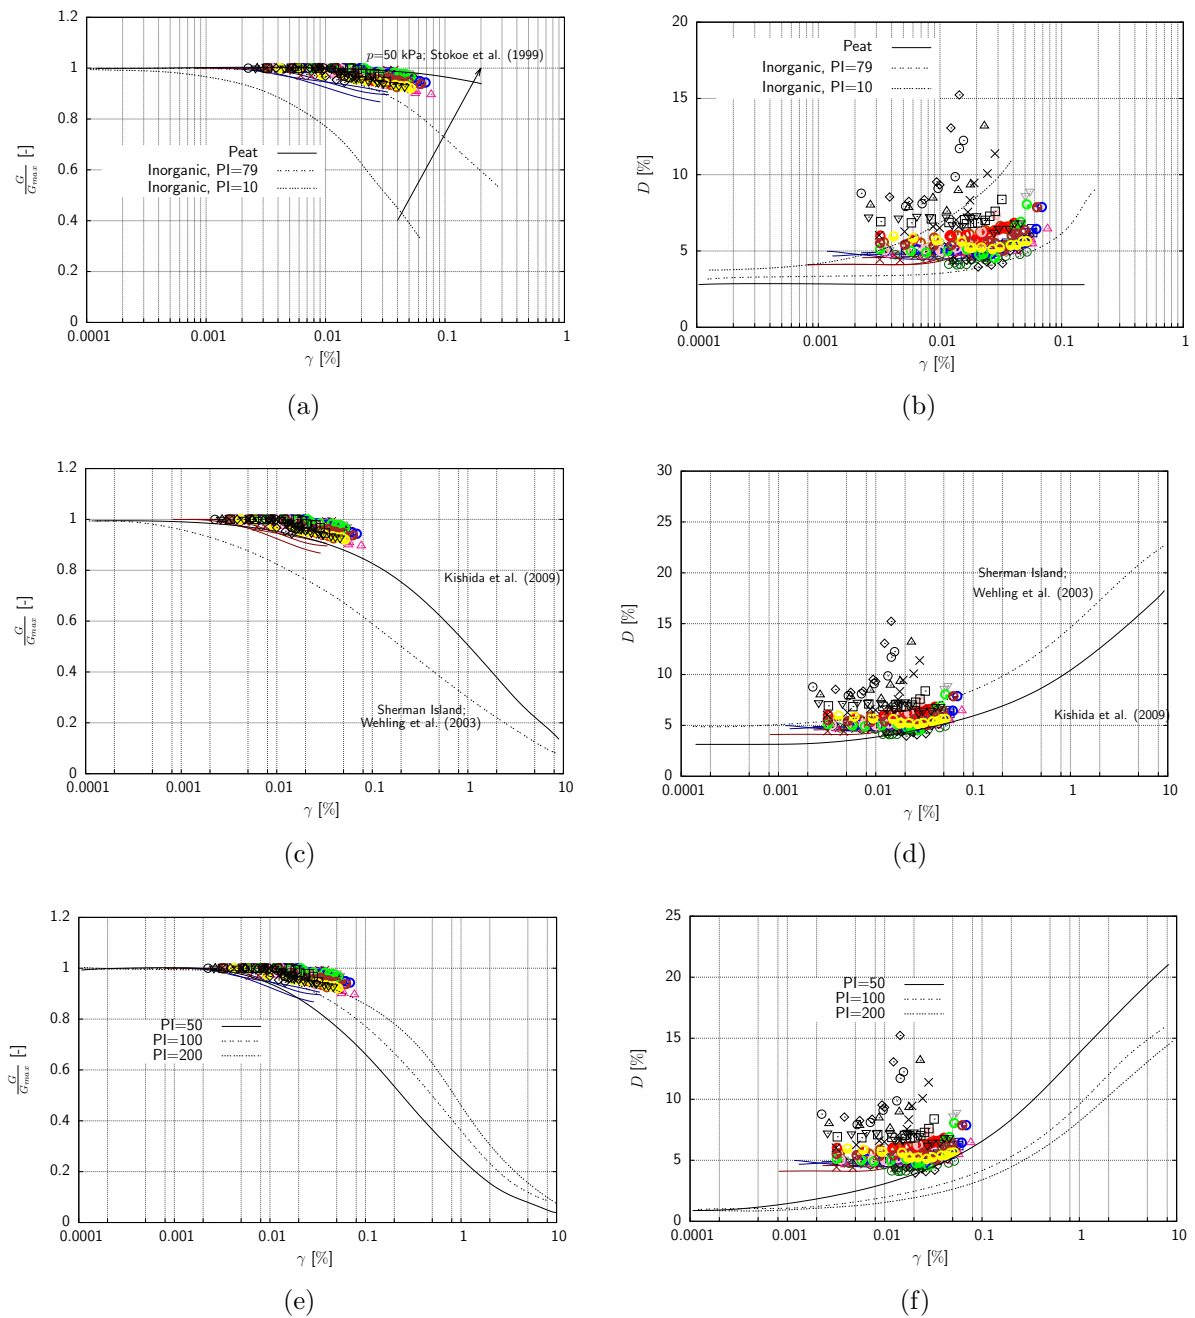 1.2
1
0.8
0.6
0.4
0.2
0
0.0001 0.001 0.01 0.1 1
G/Gmax [-]
γ [%]
p=50 kPa; Stokoe et al. (1999)
Peat
Inorganic, PI=79
Inorganic, PI=10
(a)
20
15
10
5
0
0.0001 0.001 0.01 0.1 1
D [%]
γ [%]
Peat
Inorganic, PI=79
Inorganic, PI=10
(b)
1.2
1
0.8
0.6
0.4
0.2
0
0.0001 0.001 0.01 0.1 1 10
G/Gmax [-]
γ [%]
Kishida et al. (2009)
Sherman Island;
Wehling et al. (2003)
(c)
30
25
20
15
10
5
0
0.0001 0.001 0.01 0.1 1 10
D [%]
γ [%]
Sherman Island;
Wehling et al. (2003)
Kishida et al. (2009)
(d)
1.2
1
0.8
0.6
0.4
0.2
0
0.0001 0.001 0.01 0.1 1 10
G/Gmax [-]
γ [%]
PI=50
PI=100
PI=200
(e)
25
20
15
10
5
0
0.0001 0.001 0.01 0.1 1 10
D [%]
γ [%]
PI=50
PI=100
PI=200
(f)